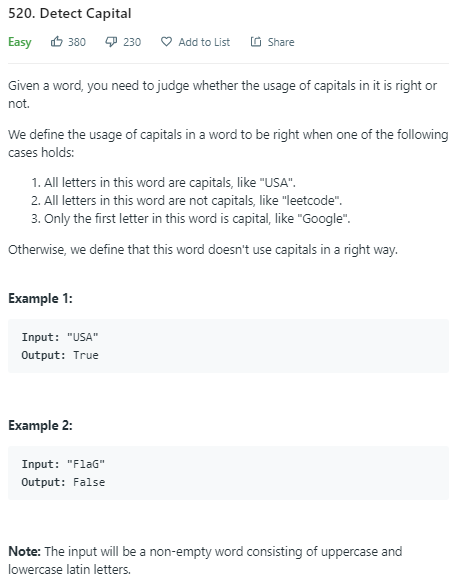 520. Detect Capital
Easy 380 230 Add to List Share
Given a word, you need to judge whether the usage of capitals in it is right or
not.
We define the usage of capitals in a word to be right when one of the following
cases holds:
1. All letters in this word are capitals, like "USA".
2. All letters in this word are not capitals, like "leetcode".
3. Only the first letter in this word is capital, like "Google".
Otherwise, we define that this word doesn't use capitals in a right way.
Example 1:
Input: "USA"
Output: True
Example 2:
Input: "FlaG"
Output: False
Note: The input will be a non-empty word consisting of uppercase and
lowercase latin letters.